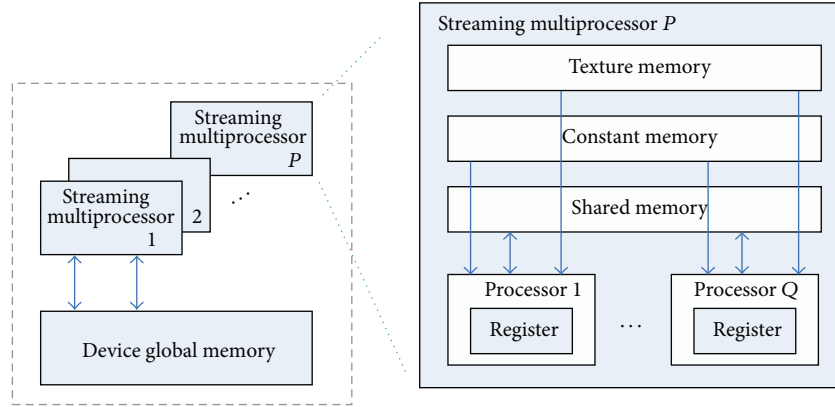 Streaming
multiprocessor
P
2
Streaming
multiprocessor
1
...
Device global memory
Streaming multiprocessor P
Texture memory
Constant memory
Shared memory
Processor 1
Register
...
Processor Q
Register